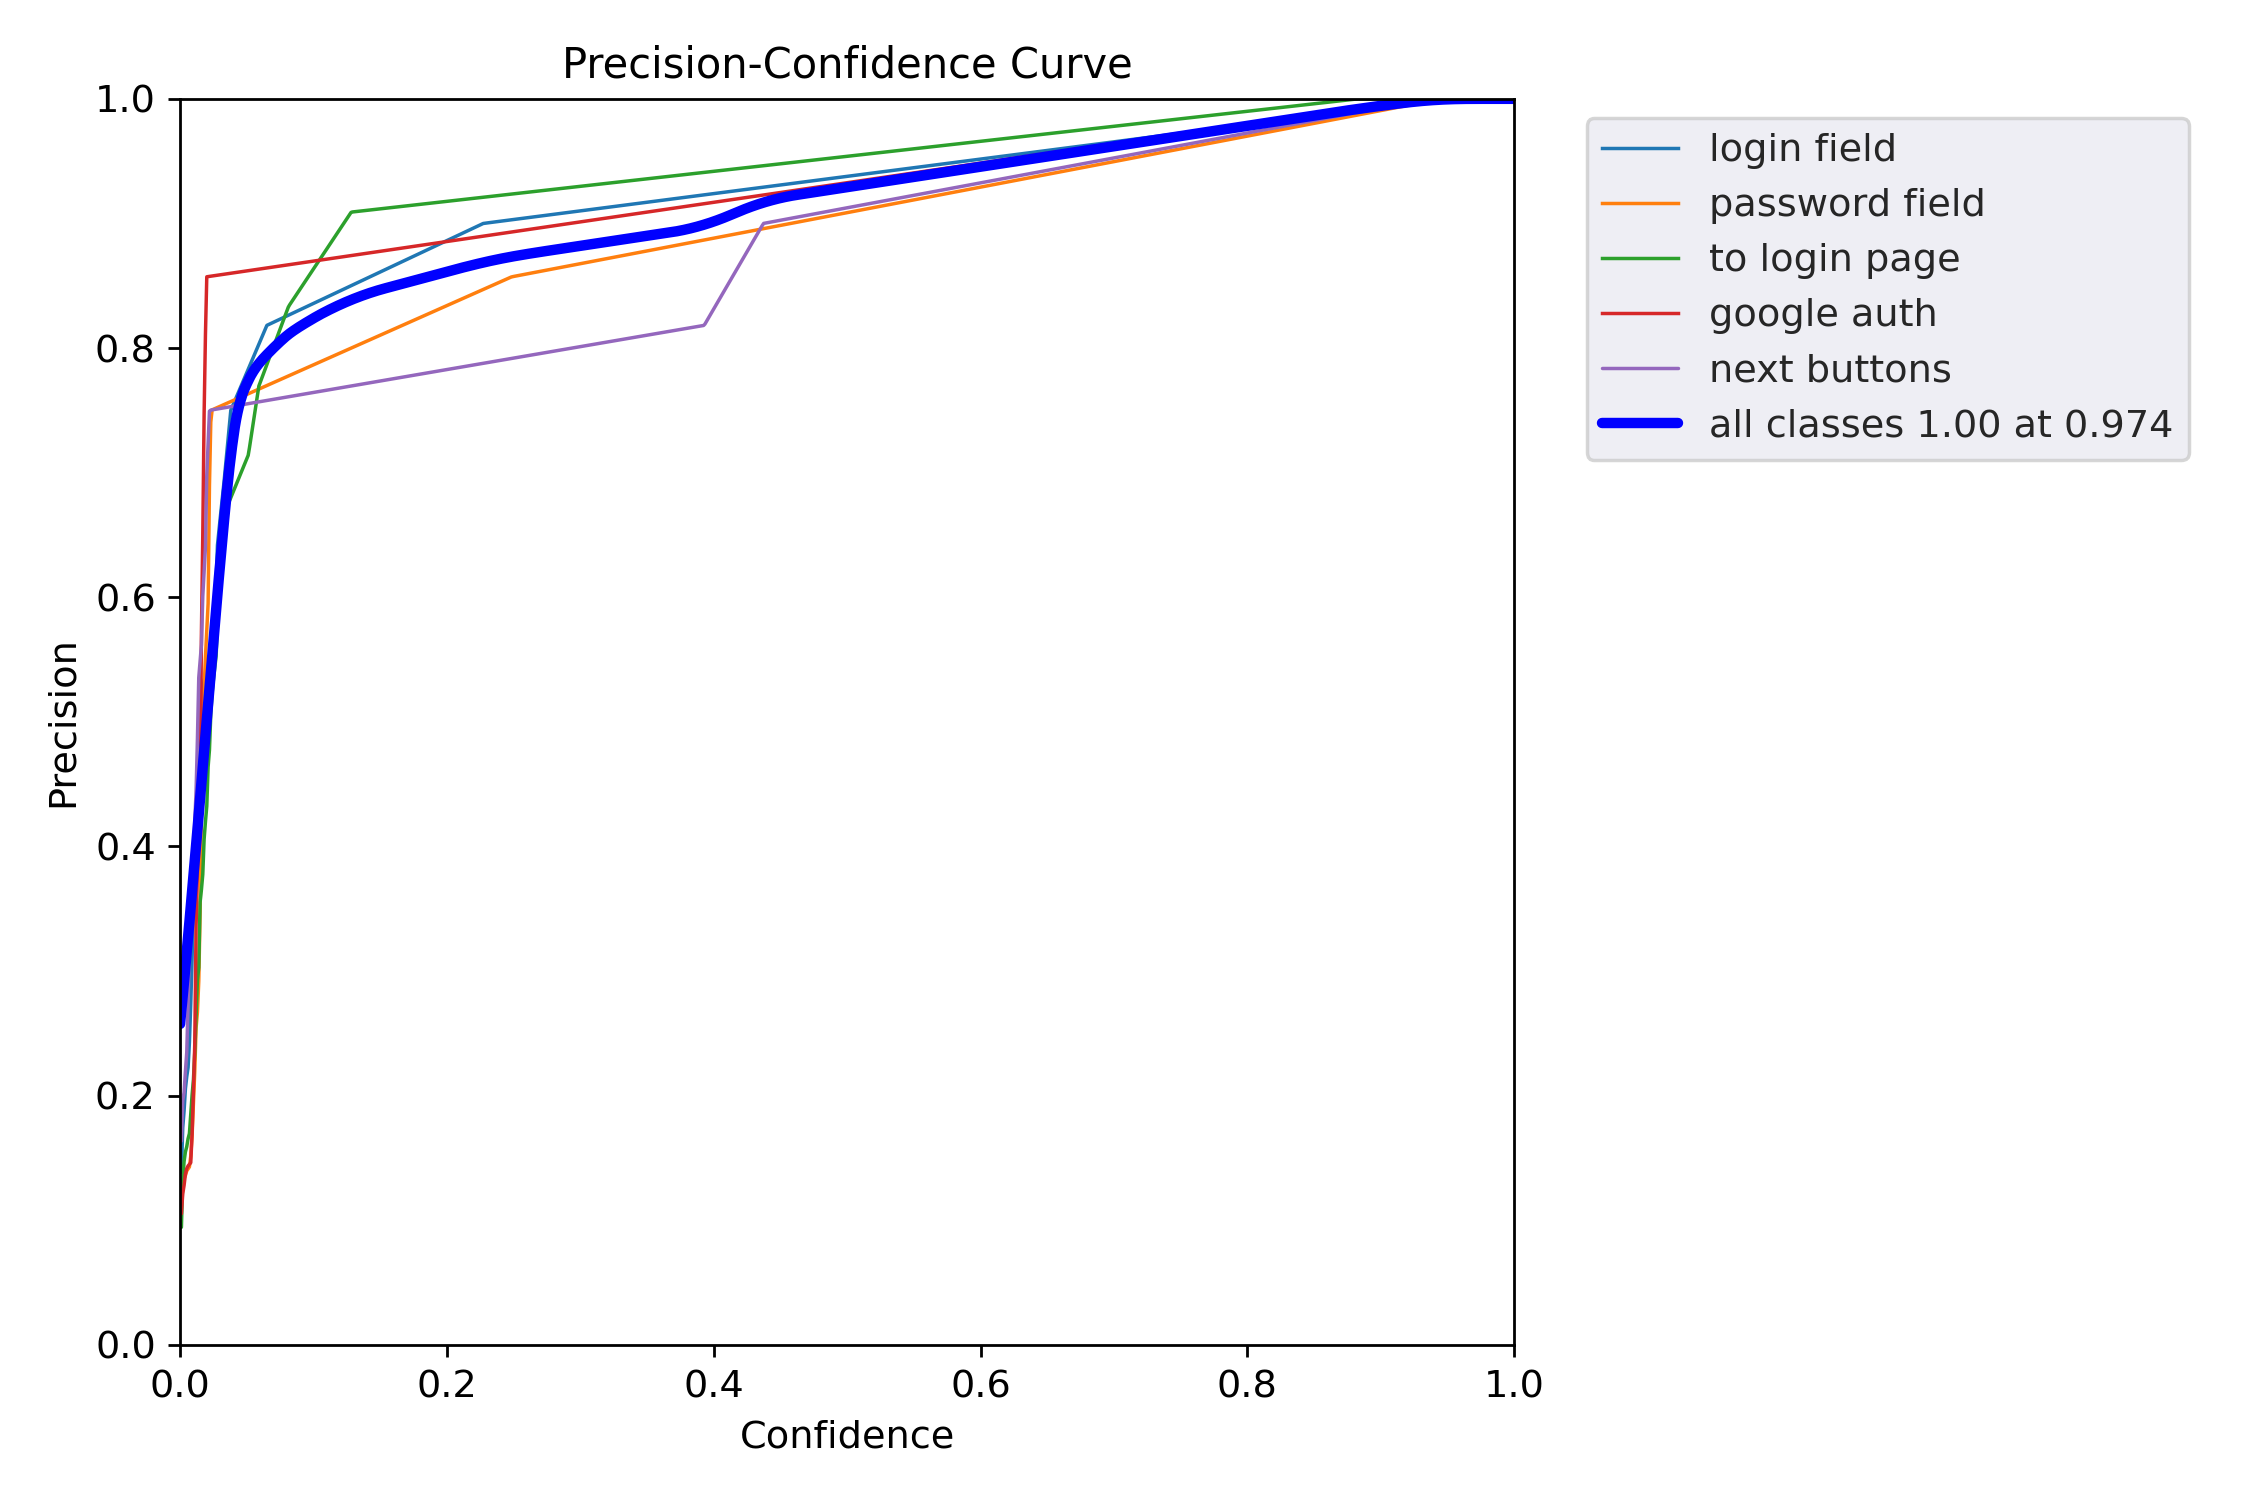 Precision-Confidence Curve
1.0
0.8
0.6
0.4
0.2
0.0
Precision
0.0 0.2 0.4 0.6 0.8 1.0
Confidence
login field
password field
to login page
google auth
next buttons
all classes 1.00 at 0.974